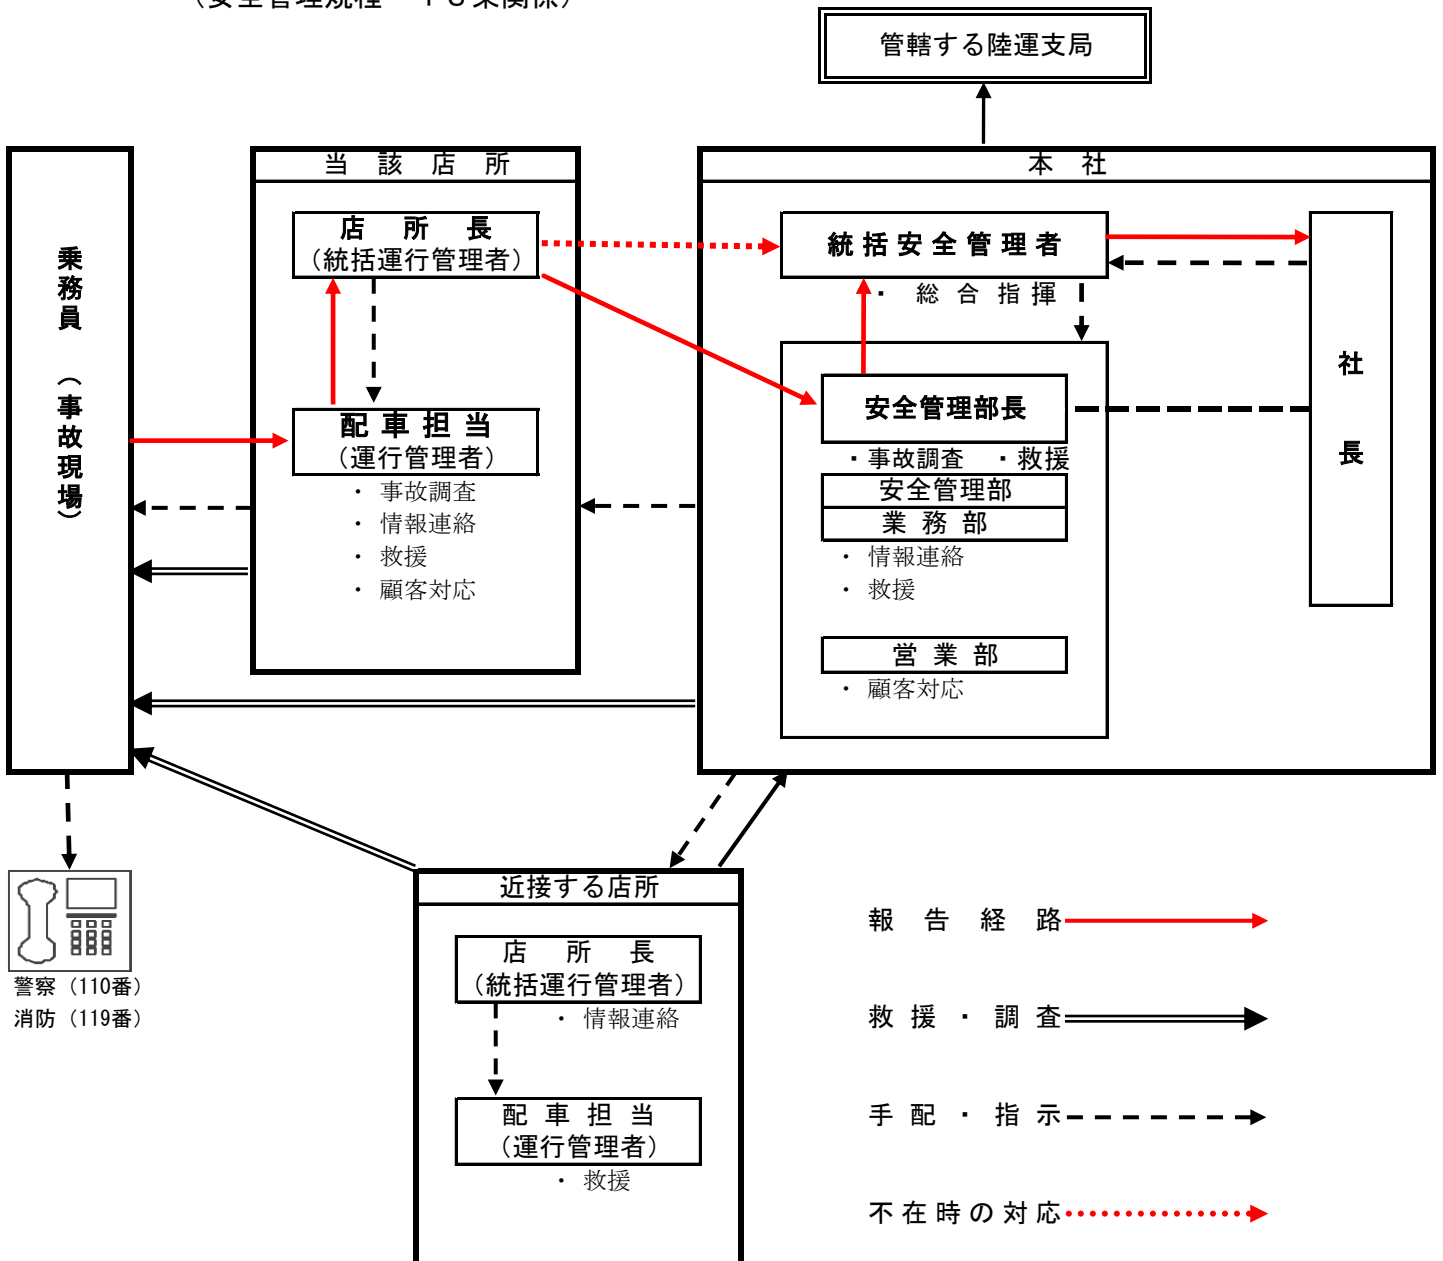 管轄する陸運支局
当該店所
店所長
（統括運行管理者）
配車担当
（運行管理者）
・ 事故調査
・ 情報連絡
・ 救援
・ 顧客対応
本社
統括安全管理者
・ 総合指揮
安全管理部長
・事故調査 ・救援
安全管理部
業務部
・ 情報連絡
・ 救援
営業部
・ 顧客対応
社長
乗務員（事故現場）
警察（110番）
消防（119番）
近接する店所
店所長
（統括運行管理者）
・ 情報連絡
配車担当
（運行管理者）
・ 救援
報告経路
救援・調査
手配・指示
不在時の対応